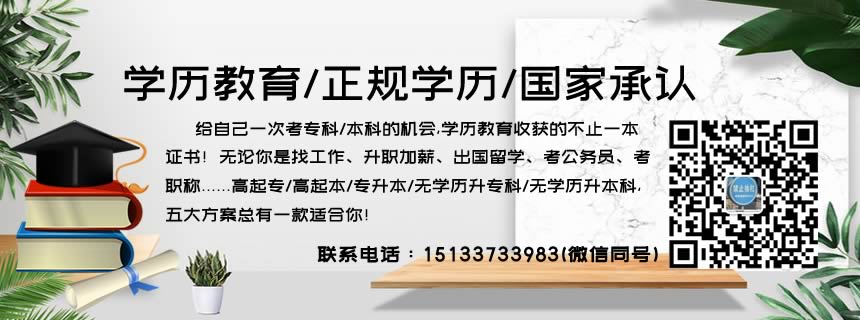 学历教育/正规学历/国家承认
给自己一次考专科/本科的机会,学历教育收获的不止一本
证书！无论你是找工作、升职加薪、出国留学、考公务员、考
职称......高起专/高起本/专升本/无学历升专科/无学历升本科,
五大方案总有一款适合你！
联系电话：15133733983(微信同号)